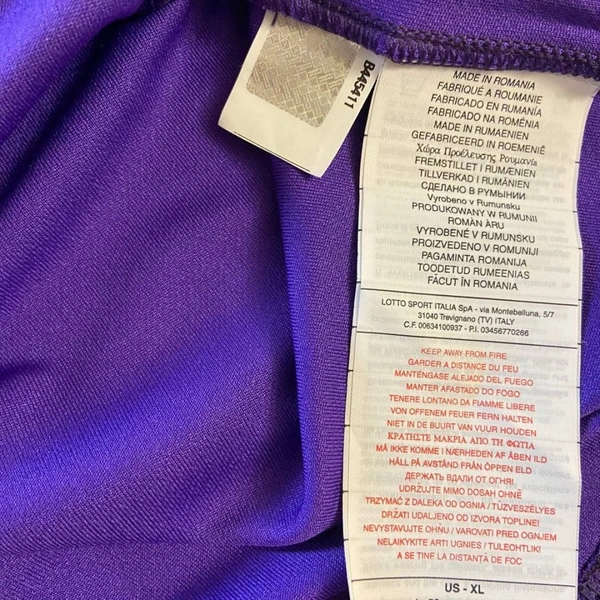 B445411
MADE IN ROMANIA
FABRIQUÉ A ROUMANIE
FABRICADO EN RUMANÍA
FABRICADO NA ROMÉNIA
MADE IN RUMAENIEN
GEFABRICEERD IN ROEMENIË
Χώρα Προέλευσης Ρουμανία
FREMSTILLET I RUMÆNIEN
TILLVERKAD I RUMÄNIEN
СДЕЛАНО В РУМЫНИИ
Vyrobeno v Rumunsku
PRODUKOWANY W RUMUNII
ROMÁN ÁRU
VYROBENÉ V RUMUNSKU
PROIZVEDENO V ROMUNIJI
PAGAMINTA ROMANIJA
TOODETUD RUMEENIAS
FĂCUT ÎN ROMANIA
LOTTO SPORT ITALIA SpA - via Montebelluna, 5/7
31040 Trevignano (TV) ITALY
C.F. 00634100937 - P.I. 03456770266
KEEP AWAY FROM FIRE
GARDER A DISTANCE DU FEU
MANTÉNGASE ALEJADO DEL FUEGO
MANTER AFASTADO DO FOGO
TENERE LONTANO DA FIAMME LIBERE
VON OFFENEM FEUER FERN HALTEN
NIET IN DE BUURT VAN VUUR HOUDEN
ΚΡΑΤΗΣΤΕ ΜΑΚΡΙΑ ΑΠΟ ΤΗ ΦΩΤΙΑ
MÅ IKKE KOMME I NÆRHEDEN AF ÅBEN ILD
HÅLL PÅ AVSTÅND FRÅN ÖPPEN ELD
ДЕРЖАТЬ ВДАЛИ ОТ ОГНЯ!
UDRŽUJTE MIMO DOSAH OHNĚ
TRZYMAĆ Z DALEKA OD OGNIA / TŰZVESZÉLYES
DRŽATI UDALJENO OD IZVORA TOPLINE!
NEVYSTAVUJTE OHŇU / VAROVATI PRED OGNJEM
NELAIKYKITE ARTI UGNIES / TULEOHTLIK!
A SE TINE LA DISTANȚĂ DE FOC
US - XL